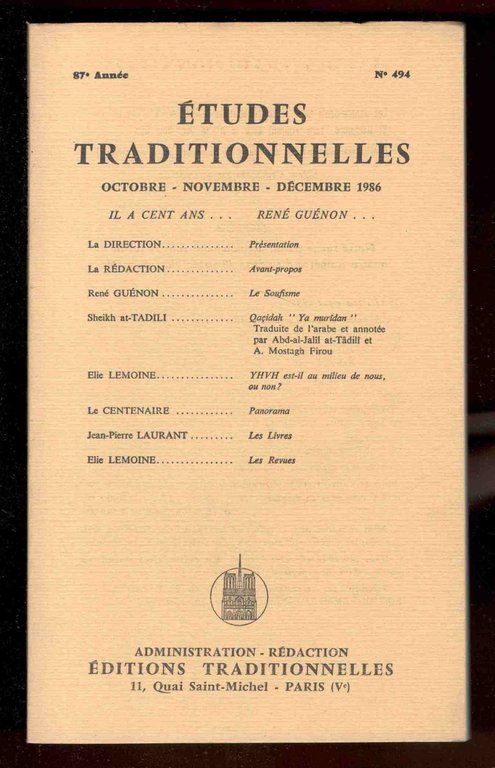 87e Année N° 494
ÉTUDES
TRADITIONNELLES
OCTOBRE - NOVEMBRE - DÉCEMBRE 1986
IL A CENT ANS . . . RENÉ GUÉNON . . .
La DIRECTION............... Présentation
La RÉDACTION.............. Avant-propos
René GUÉNON ............... Le Soufisme
Sheikh at-TADILI ............. Qaçidah " Ya murîdan "
Traduite de l'arabe et annotée
par Abd-al-Jalîl at-Tâdilî et
A. Mostagh Firou
Elie LEMOINE................ YHVH est-il au milieu de nous,
ou non?
Le CENTENAIRE ............ Panorama
Jean-Pierre LAURANT ......... Les Livres
Elie LEMOINE................ Les Revues
ADMINISTRATION - RÉDACTION
ÉDITIONS TRADITIONNELLES
11, Quai Saint-Michel - PARIS (Ve)